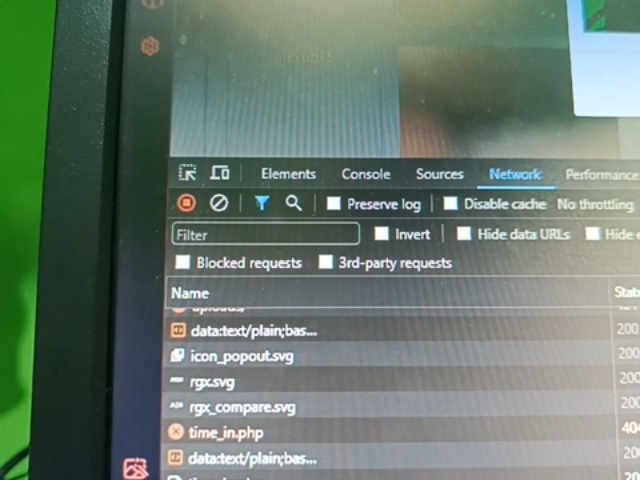 Elements Console Sources Network Performance
Preserve log Disable cache No throttling
Filter Invert Hide data URLs Hide
Blocked requests 3rd-party requests
Name
data:text/plain;bas... 200
icon_popout.svg 200
rgx.svg 200
rgx_compare.svg 200
time_in.php 404
data:text/plain;bas... 200